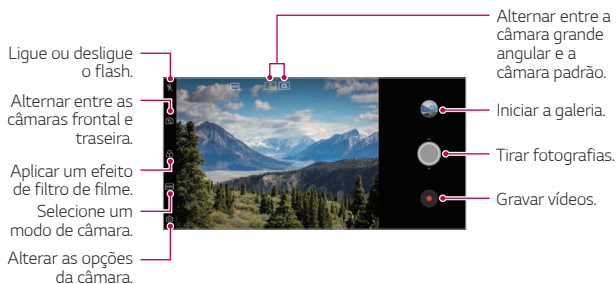 Ligue ou desligue
o flash.
Alternar entre as
câmaras frontal e
traseira.
Aplicar um efeito
de filtro de filme.
Selecione um
modo de câmara.
Alterar as opções
da câmara.
Alternar entre a
câmara grande
angular e a
câmara padrão.
Iniciar a galeria.
Tirar fotografias.
Gravar vídeos.